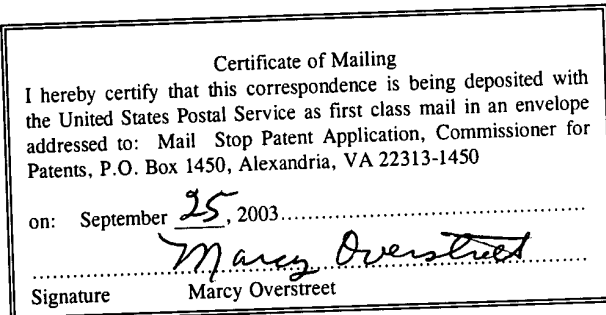 Certificate of Mailing
I hereby certify that this correspondence is being deposited with
the United States Postal Service as first class mail in an envelope
addressed to: Mail Stop Patent Application, Commissioner for
Patents, P.O. Box 1450, Alexandria, VA 22313-1450
on: September 25, 2003
Marcy Overstreet
Signature Marcy Overstreet